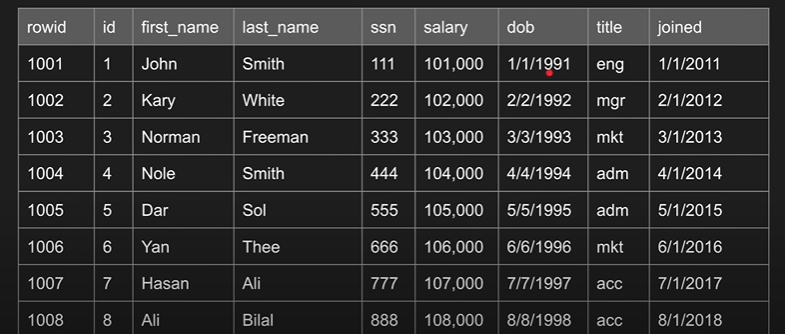 rowid id first_name last_name ssn salary dob title joined
1001 1 John Smith 111 101,000 1/1/1991 eng 1/1/2011
1002 2 Kary White 222 102,000 2/2/1992 mgr 2/1/2012
1003 3 Norman Freeman 333 103,000 3/3/1993 mkt 3/1/2013
1004 4 Nole Smith 444 104,000 4/4/1994 adm 4/1/2014
1005 5 Dar Sol 555 105,000 5/5/1995 adm 5/1/2015
1006 6 Yan Thee 666 106,000 6/6/1996 mkt 6/1/2016
1007 7 Hasan Ali 777 107,000 7/7/1997 acc 7/1/2017
1008 8 Ali Bilal 888 108,000 8/8/1998 acc 8/1/2018